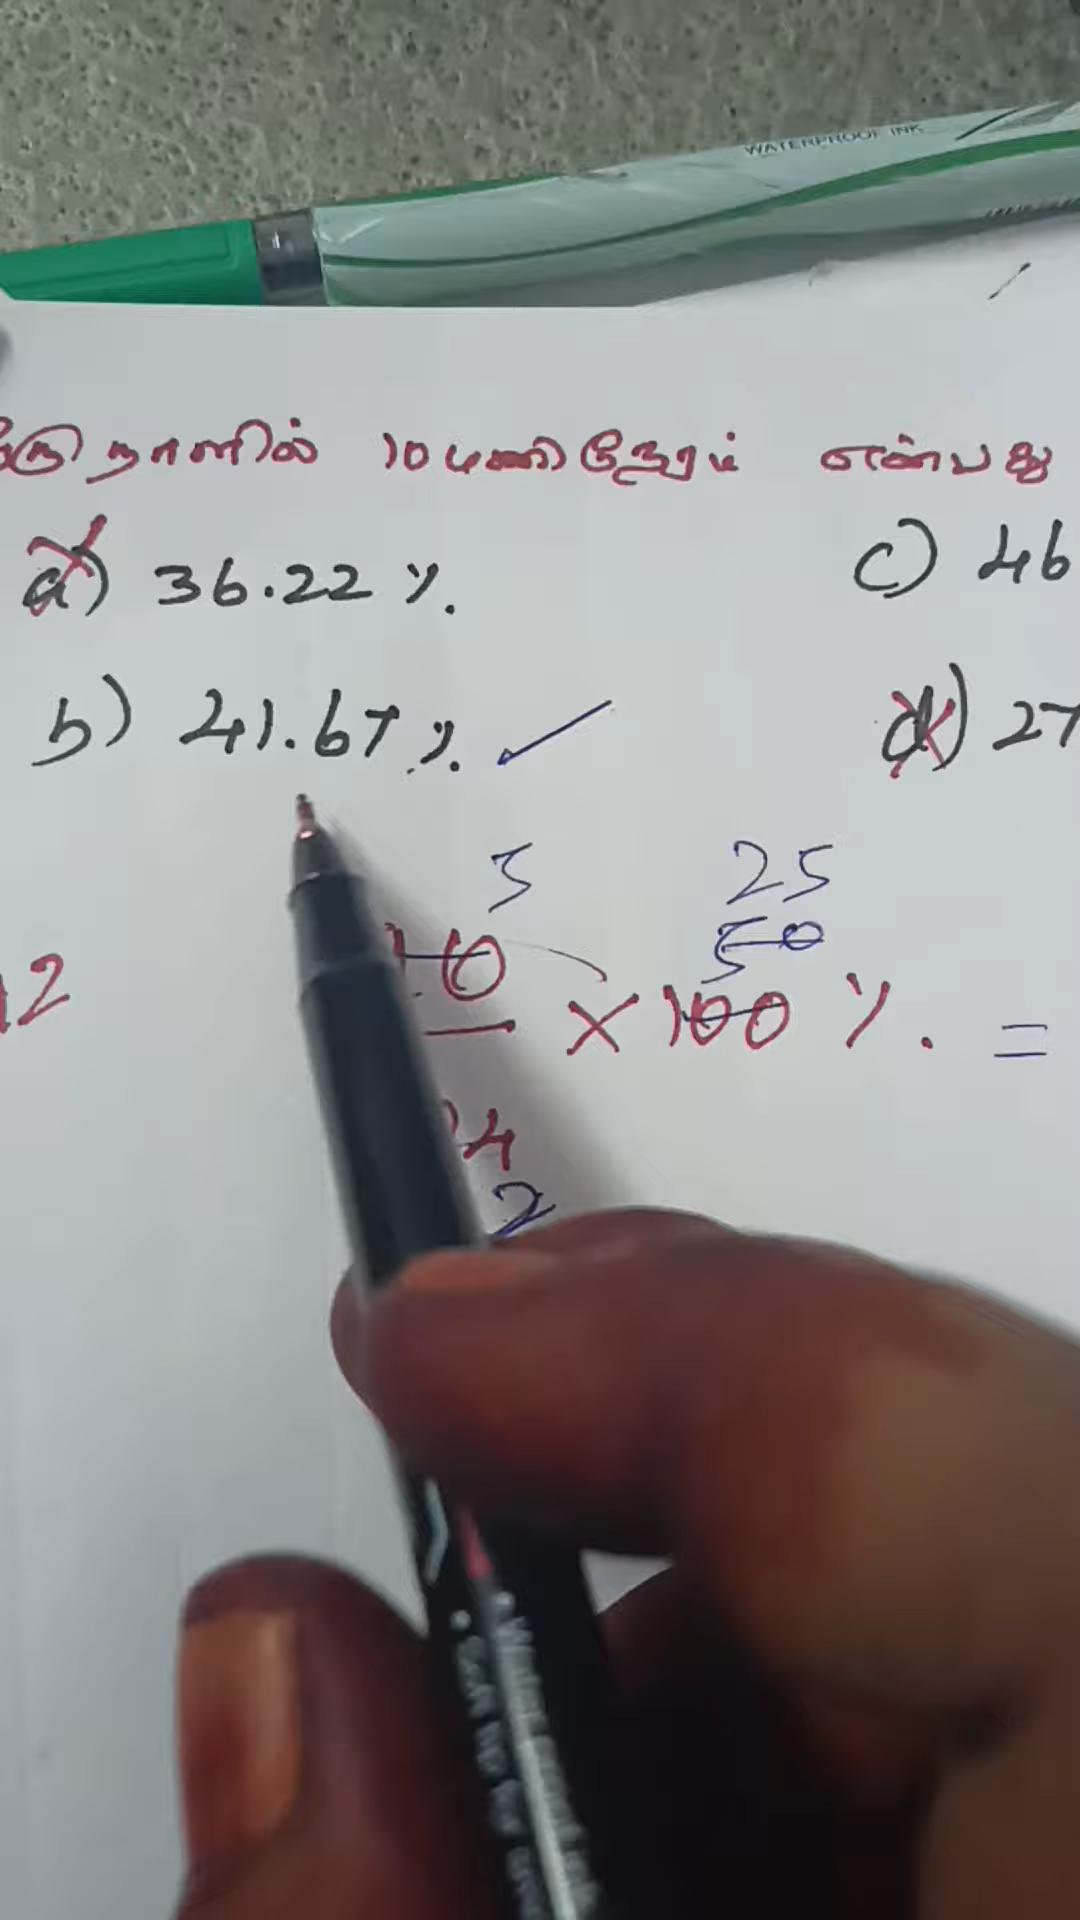 WATERPROOF INK
ஒரு நாளில் 10 மணி நேரம் என்பது
a) 36.22 %.
c) 46
b) 41.67 %. ✓
d) 27
5 25
50
10 × 100 %. =
12
24
2